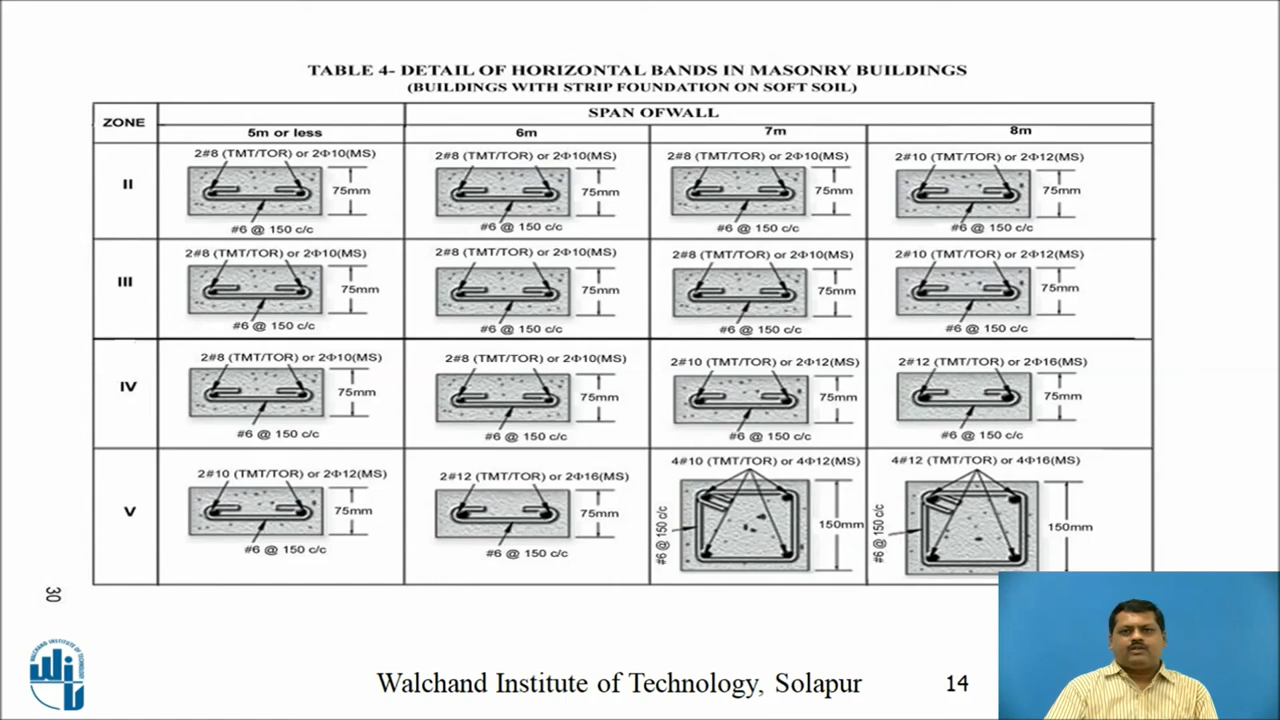 TABLE 4- DETAIL OF HORIZONTAL BANDS IN MASONRY BUILDINGS
(BUILDINGS WITH STRIP FOUNDATION ON SOFT SOIL)
ZONE
SPAN OFWALL
5m or less
6m
7m
8m
II
2#8 (TMT/TOR) or 2Φ10(MS)
75mm
#6 @ 150 c/c
2#8 (TMT/TOR) or 2Φ10(MS)
75mm
#6 @ 150 c/c
2#8 (TMT/TOR) or 2Φ10(MS)
75mm
#6 @ 150 c/c
2#10 (TMT/TOR) or 2Φ12(MS)
75mm
#6 @ 150 c/c
III
2#8 (TMT/TOR) or 2Φ10(MS)
75mm
#6 @ 150 c/c
2#8 (TMT/TOR) or 2Φ10(MS)
75mm
#6 @ 150 c/c
2#8 (TMT/TOR) or 2Φ10(MS)
75mm
#6 @ 150 c/c
2#10 (TMT/TOR) or 2Φ12(MS)
75mm
#6 @ 150 c/c
IV
2#8 (TMT/TOR) or 2Φ10(MS)
75mm
#6 @ 150 c/c
2#8 (TMT/TOR) or 2Φ10(MS)
75mm
#6 @ 150 c/c
2#10 (TMT/TOR) or 2Φ12(MS)
75mm
#6 @ 150 c/c
2#12 (TMT/TOR) or 2Φ16(MS)
75mm
#6 @ 150 c/c
V
2#10 (TMT/TOR) or 2Φ12(MS)
75mm
#6 @ 150 c/c
2#12 (TMT/TOR) or 2Φ16(MS)
75mm
#6 @ 150 c/c
4#10 (TMT/TOR) or 4Φ12(MS)
#6 @ 150 c/c
150mm
4#12 (TMT/TOR) or 4Φ16(MS)
#6 @ 150 c/c
150mm
30
WALCHAND INSTITUTE OF TECHNOLOGY
Walchand Institute of Technology, Solapur
14